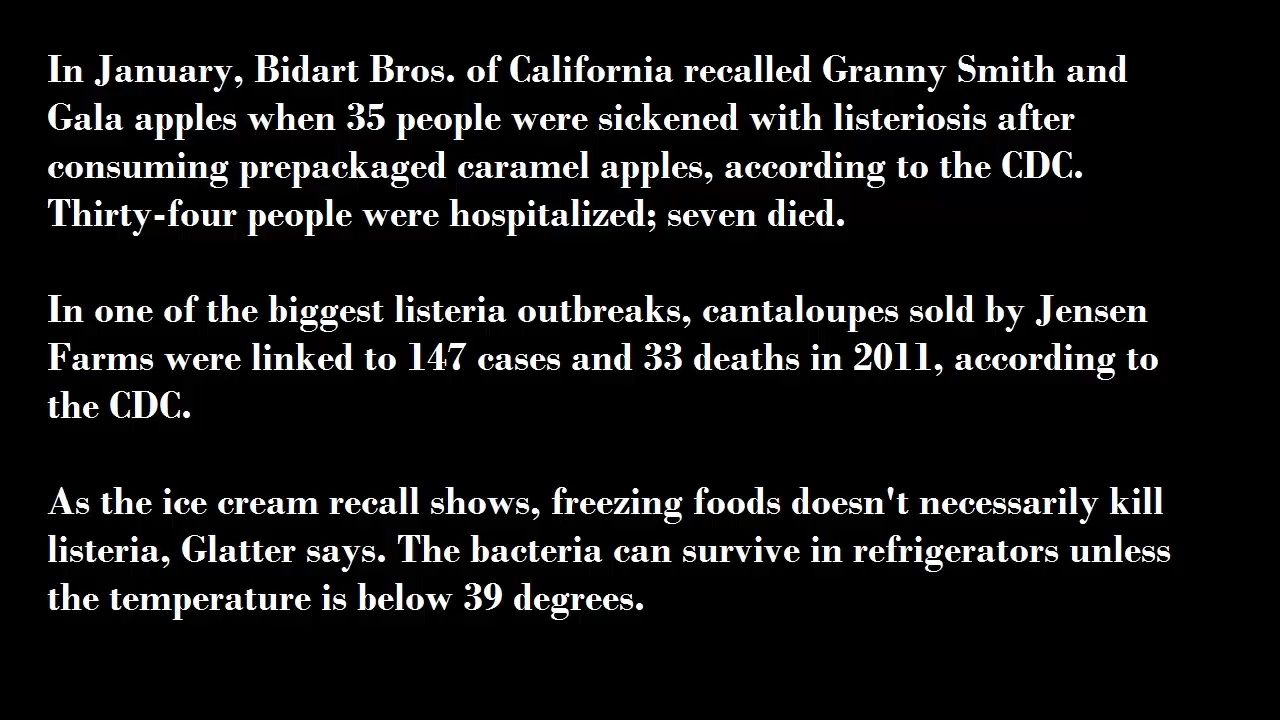 In January, Bidart Bros. of California recalled Granny Smith and
Gala apples when 35 people were sickened with listeriosis after
consuming prepackaged caramel apples, according to the CDC.
Thirty-four people were hospitalized; seven died.
In one of the biggest listeria outbreaks, cantaloupes sold by Jensen
Farms were linked to 147 cases and 33 deaths in 2011, according to
the CDC.
As the ice cream recall shows, freezing foods doesn't necessarily kill
listeria, Glatter says. The bacteria can survive in refrigerators unless
the temperature is below 39 degrees.